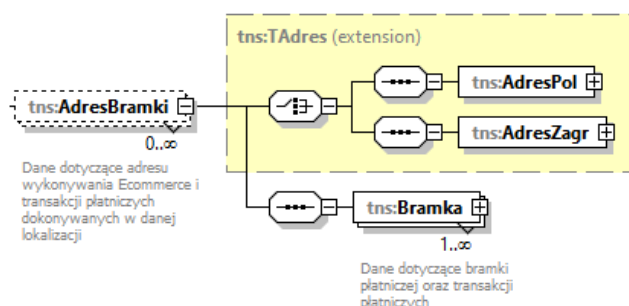 tns:TAdres (extension)
tns:AdresPol
tns:AdresBramki
0..∞
tns:AdresZagr
Dane dotyczące adresu
wykonywania Ecommerce i
transakcji płatniczych
dokonywanych w danej
lokalizacji
tns:Bramka
1..∞
Dane dotyczące bramki
płatniczej oraz transakcji
płatniczych